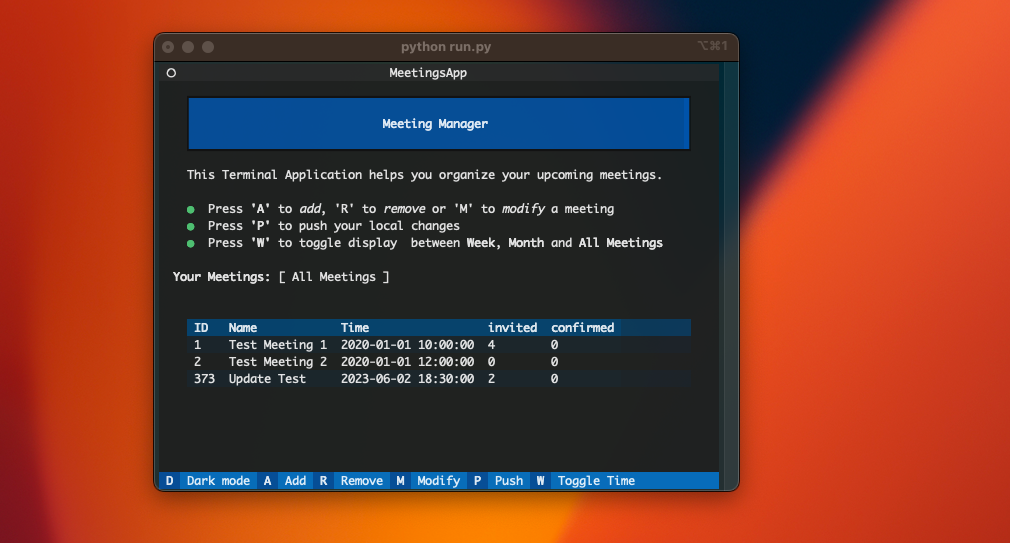 python run.py ⌥⌘1
MeetingsApp
Meeting Manager
This Terminal Application helps you organize your upcoming meetings.
● Press 'A' to add, 'R' to remove or 'M' to modify a meeting
● Press 'P' to push your local changes
● Press 'W' to toggle display  between Week, Month and All Meetings
Your Meetings: [ All Meetings ]
ID Name Time invited confirmed
1 Test Meeting 1 2020-01-01 10:00:00 4 0
2 Test Meeting 2 2020-01-01 12:00:00 0 0
373 Update Test 2023-06-02 18:30:00 2 0
D Dark mode A Add R Remove M Modify P Push W Toggle Time